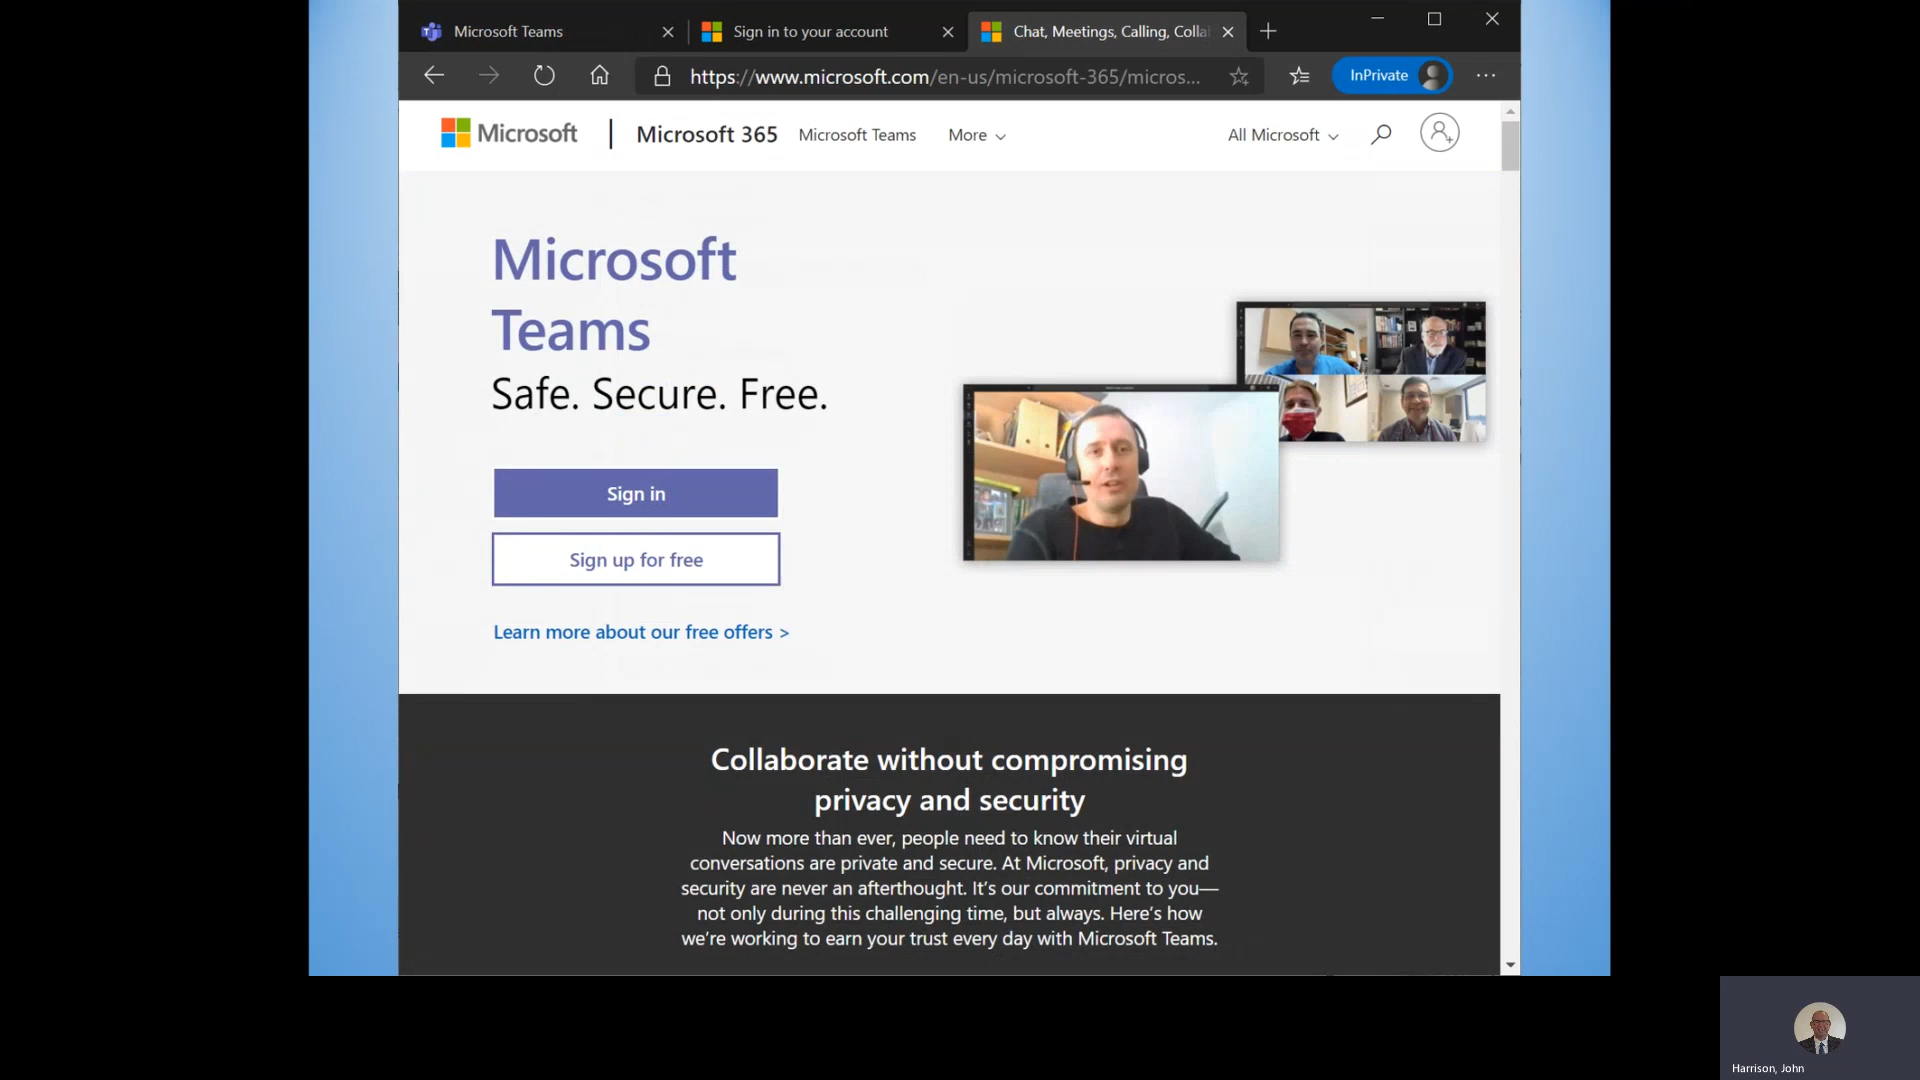 Microsoft Teams
Sign in to your account
Chat, Meetings, Calling, Colla
https://www.microsoft.com/en-us/microsoft-365/micros...
InPrivate
Microsoft
Microsoft 365
Microsoft Teams
More
All Microsoft
Microsoft
Teams
Safe. Secure. Free.
Sign in
Sign up for free
Learn more about our free offers >
Collaborate without compromising
privacy and security
Now more than ever, people need to know their virtual
conversations are private and secure. At Microsoft, privacy and
security are never an afterthought. It's our commitment to you—
not only during this challenging time, but always. Here's how
we're working to earn your trust every day with Microsoft Teams.
Harrison, John